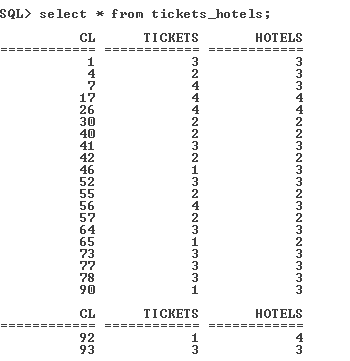 SQL> select * from tickets_hotels;
CL TICKETS HOTELS
============ ============ ============
1 3 3
4 2 3
7 4 3
17 4 4
26 4 4
30 2 2
40 2 2
41 3 3
42 2 2
46 1 3
52 3 3
55 2 2
56 4 3
57 2 2
64 3 3
65 1 2
73 3 3
77 3 3
78 3 3
90 1 3
CL TICKETS HOTELS
============ ============ ============
92 1 4
93 3 3